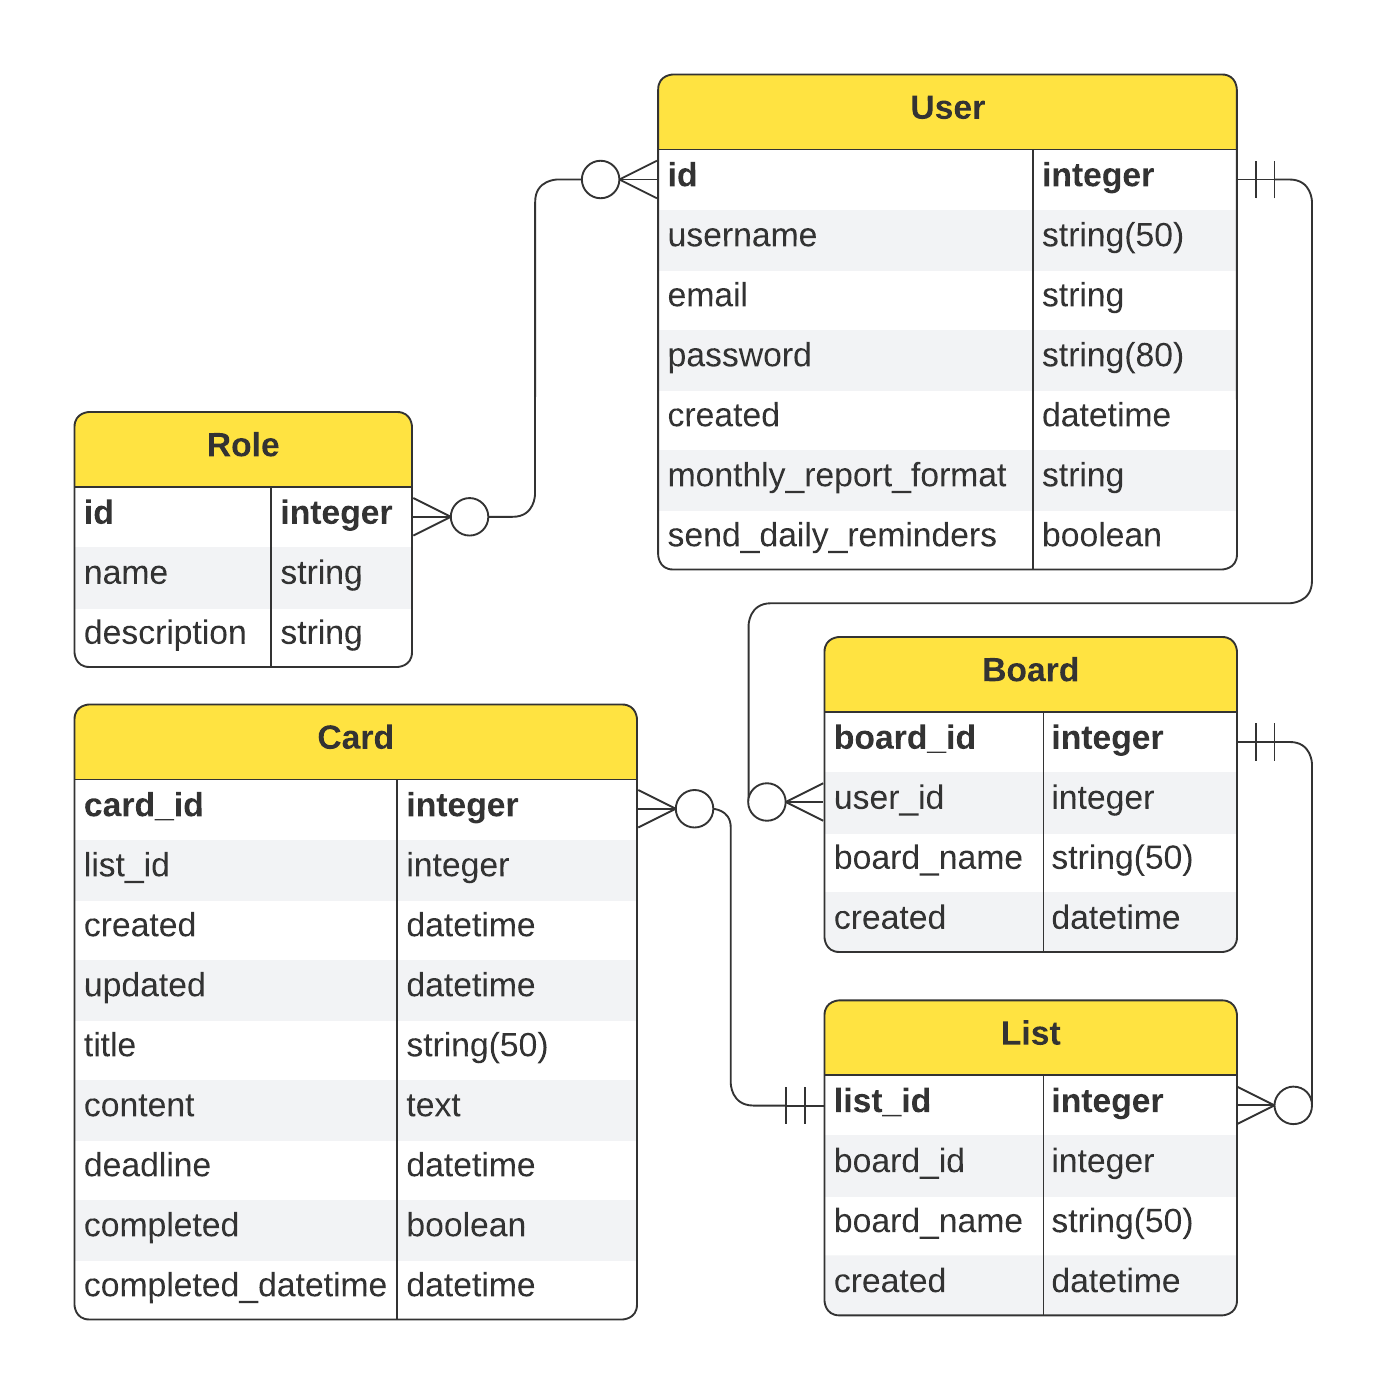 User
id integer
username string(50)
email string
password string(80)
created datetime
monthly_report_format string
send_daily_reminders boolean
Role
id integer
name string
description string
Board
board_id integer
user_id integer
board_name string(50)
created datetime
Card
card_id integer
list_id integer
created datetime
updated datetime
title string(50)
content text
deadline datetime
completed boolean
completed_datetime datetime
List
list_id integer
board_id integer
board_name string(50)
created datetime